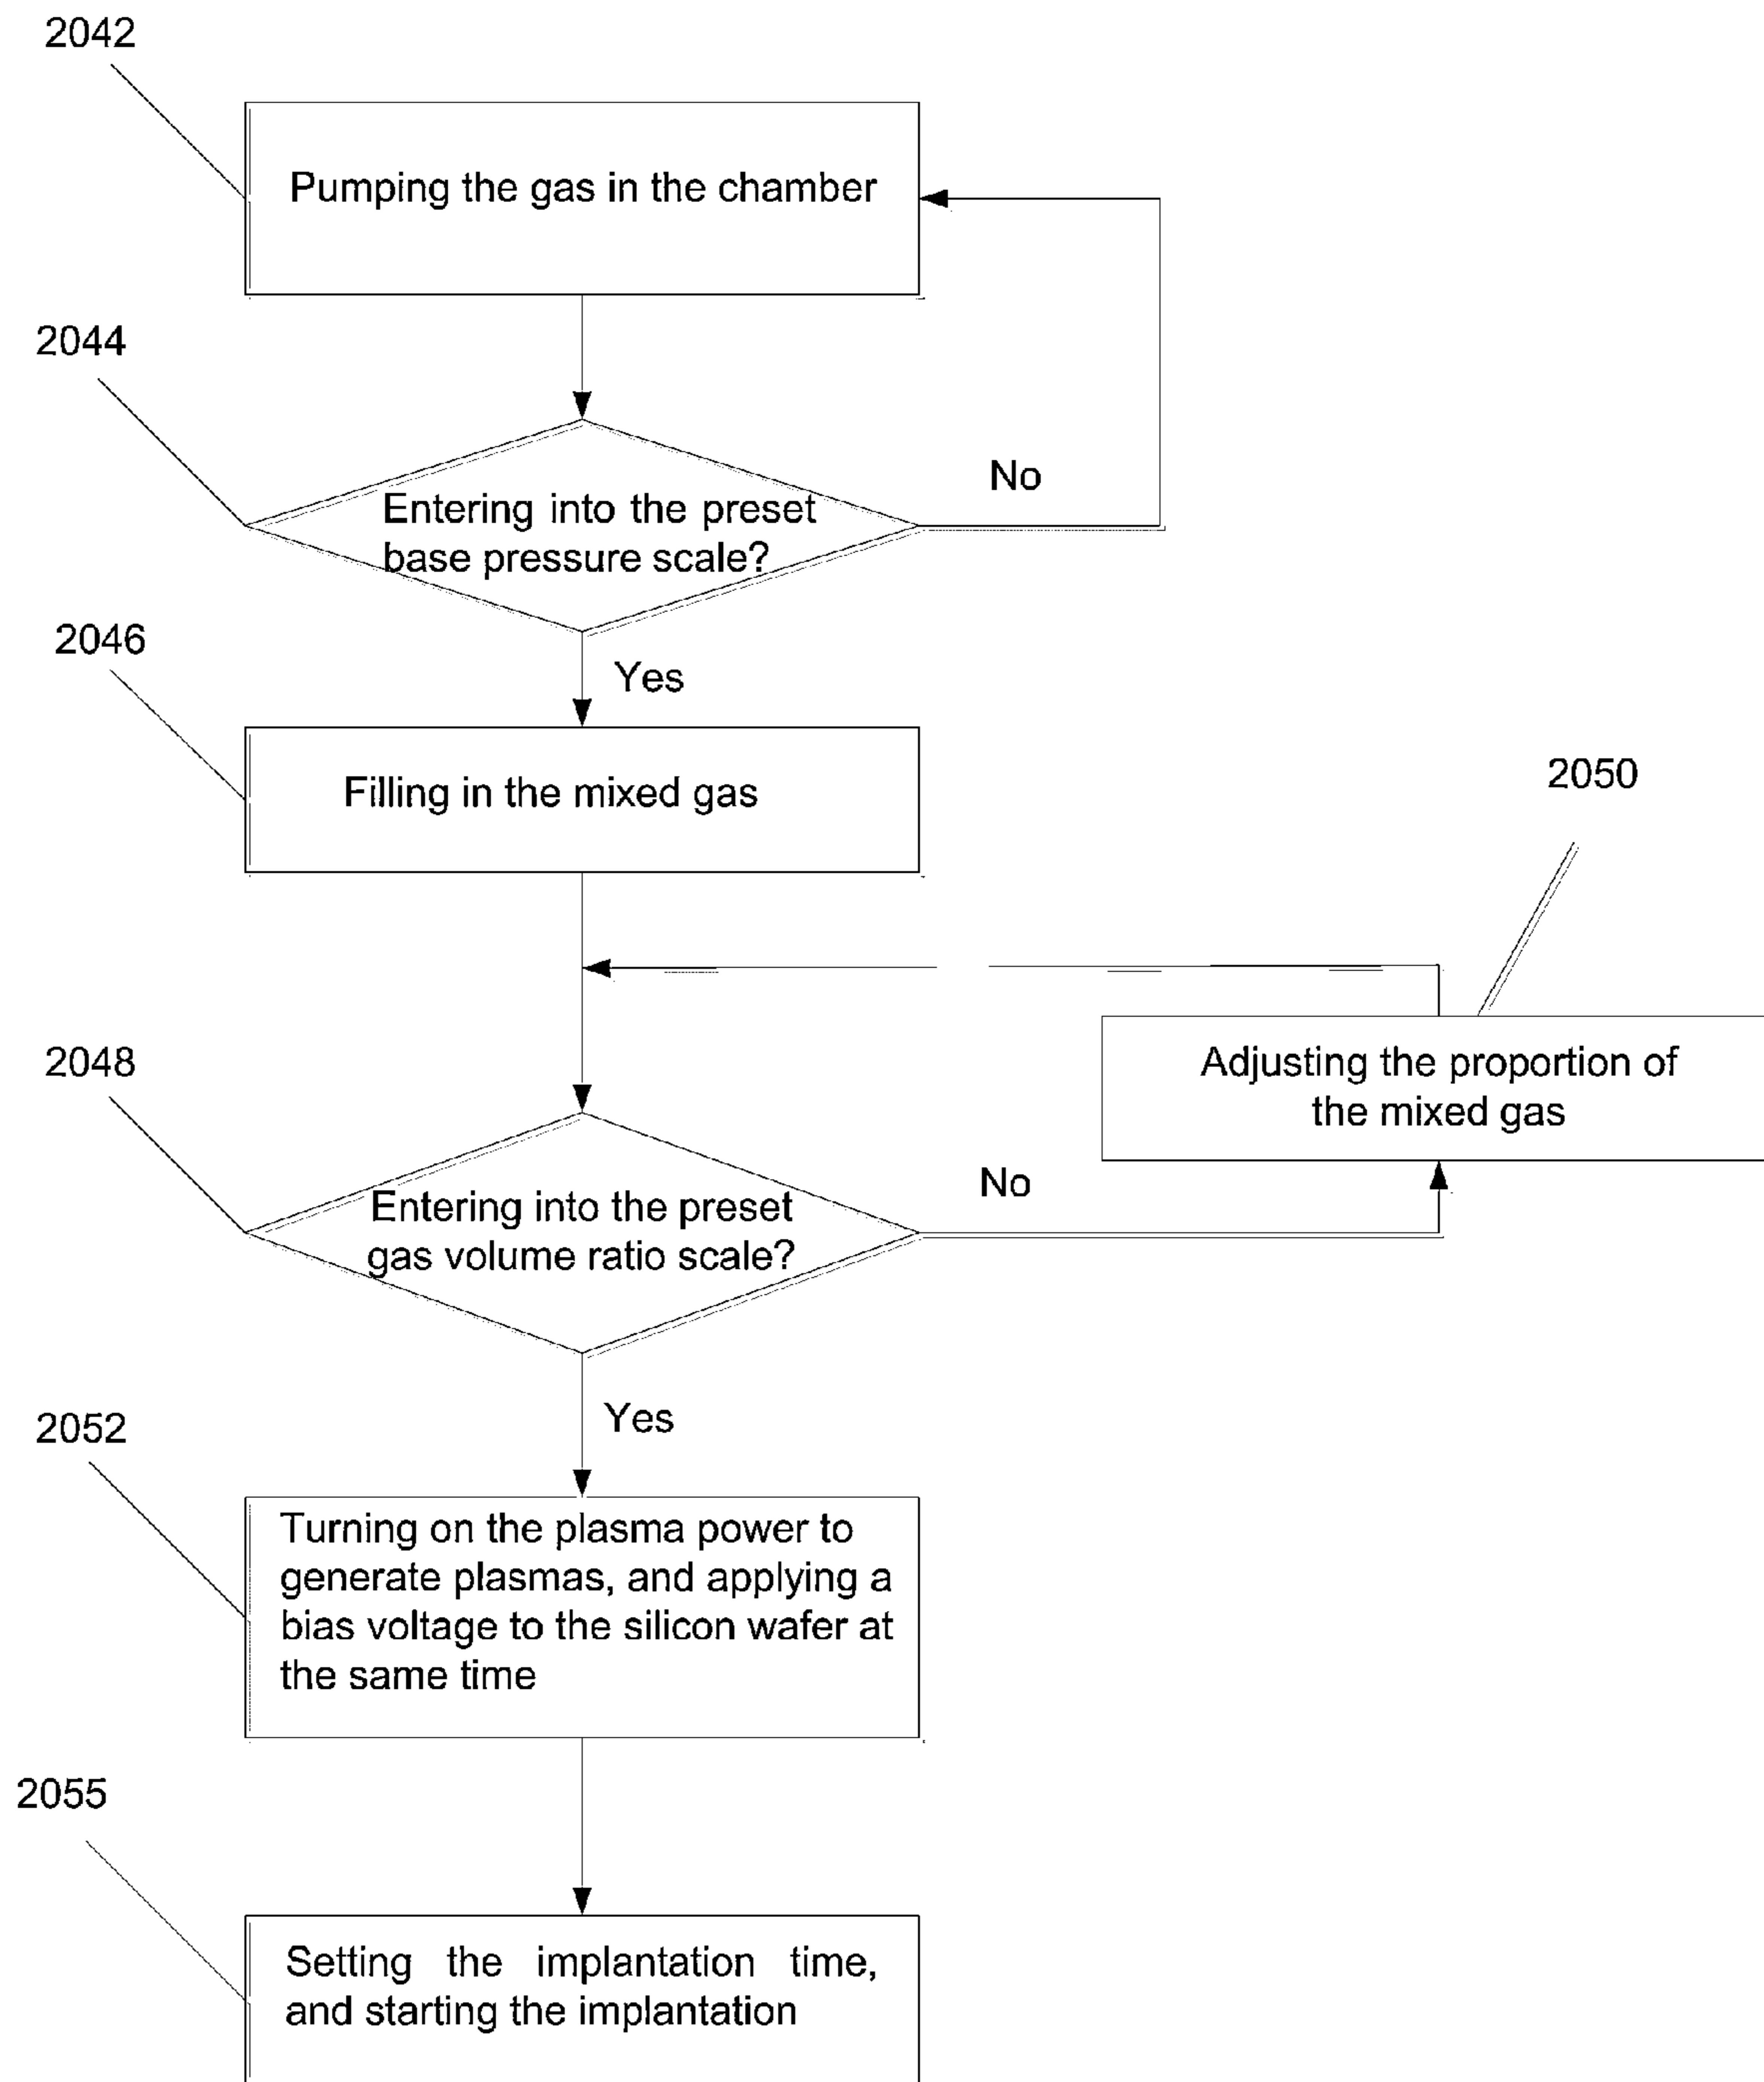 2042
Pumping the gas in the chamber
2044
No
Entering into the preset
base pressure scale?
2046
Yes
Filling in the mixed gas
2050
2048
Adjusting the proportion of
the mixed gas
No
Entering into the preset
gas volume ratio scale?
2052
Yes
Turning on the plasma power to
generate plasmas, and applying a
bias voltage to the silicon wafer at
the same time
2055
Setting the implantation time,
and starting the implantation